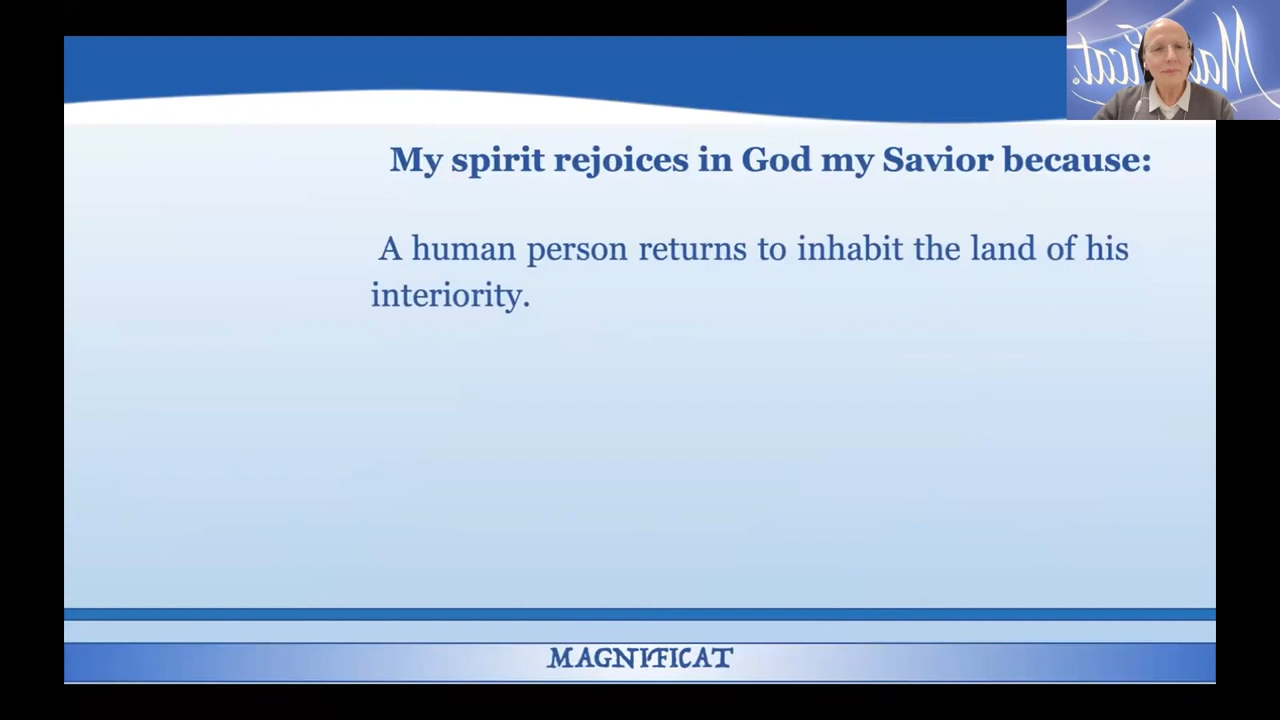 Magnificat
My spirit rejoices in God my Savior because:
A human person returns to inhabit the land of his
interiority.
MAGNIFICAT